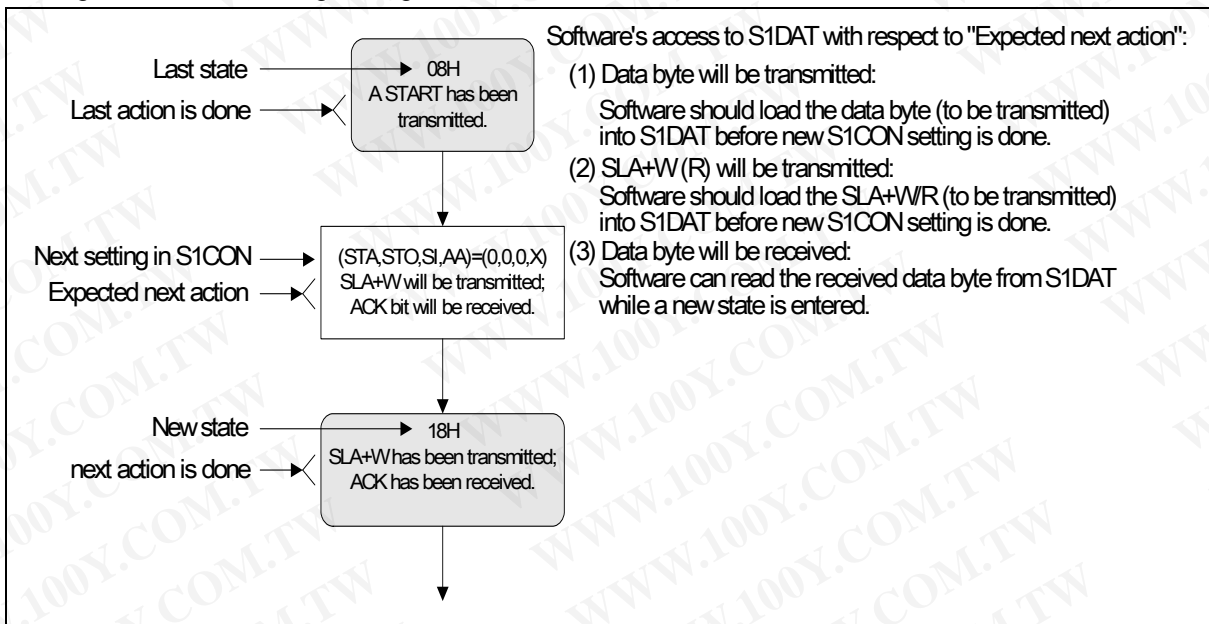 Last state
08H
Last action is done
A START has been
transmitted.
Next setting in S1CON
(STA,STO,SI,AA)=(0,0,0,X)
Expected next action
SLA+W will be transmitted;
ACK bit will be received.
New state
18H
next action is done
SLA+W has been transmitted;
ACK has been received.
Software's access to S1DAT with respect to "Expected next action":
(1) Data byte will be transmitted:
Software should load the data byte (to be transmitted)
into S1DAT before new S1CON setting is done.
(2) SLA+W (R) will be transmitted:
Software should load the SLA+W/R (to be transmitted)
into S1DAT before new S1CON setting is done.
(3) Data byte will be received:
Software can read the received data byte from S1DAT
while a new state is entered.
WWW.100Y.COM.TW